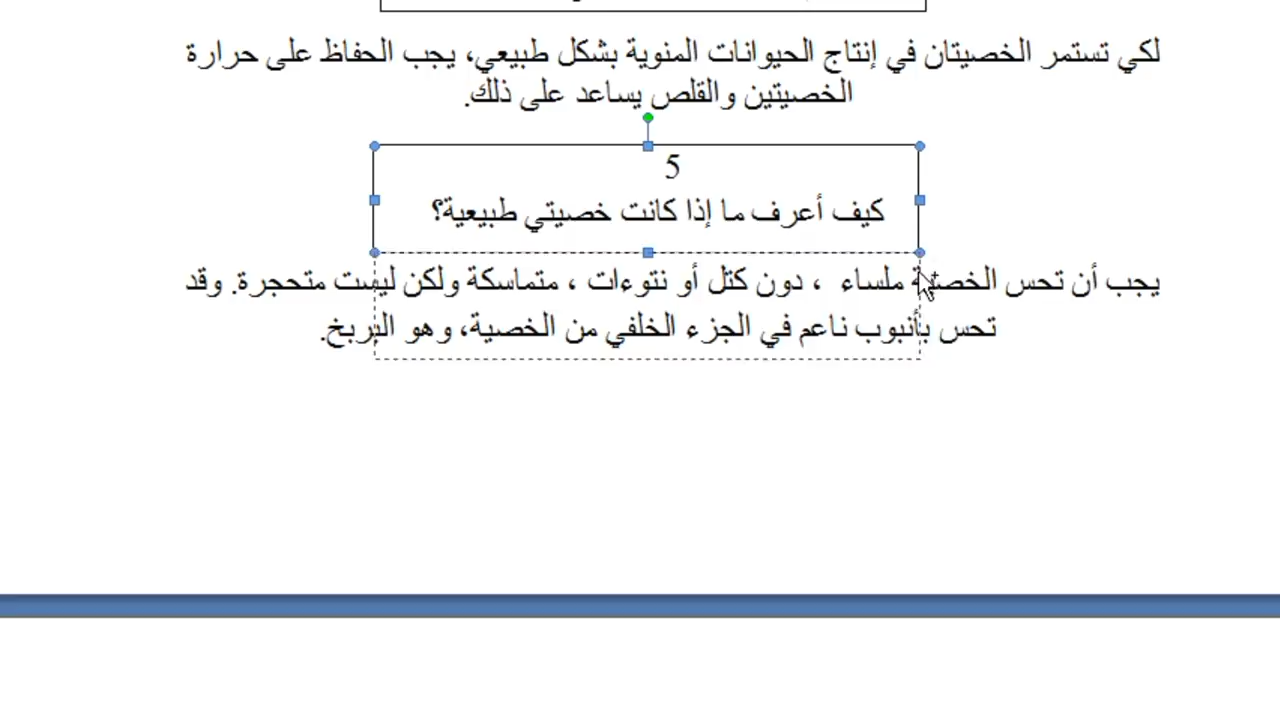 لكي تستمر الخصيتان في إنتاج الحيوانات المنوية بشكل طبيعي، يجب الحفاظ على حرارة
الخصيتين والقلص يساعد على ذلك.
5
كيف أعرف ما إذا كانت خصيتي طبيعية؟
يجب أن تحس الخصية ملساء ، دون كتل أو نتوءات ، متماسكة ولكن ليست متحجرة. وقد
تحس بأنبوب ناعم في الجزء الخلفي من الخصية، وهو البربخ.